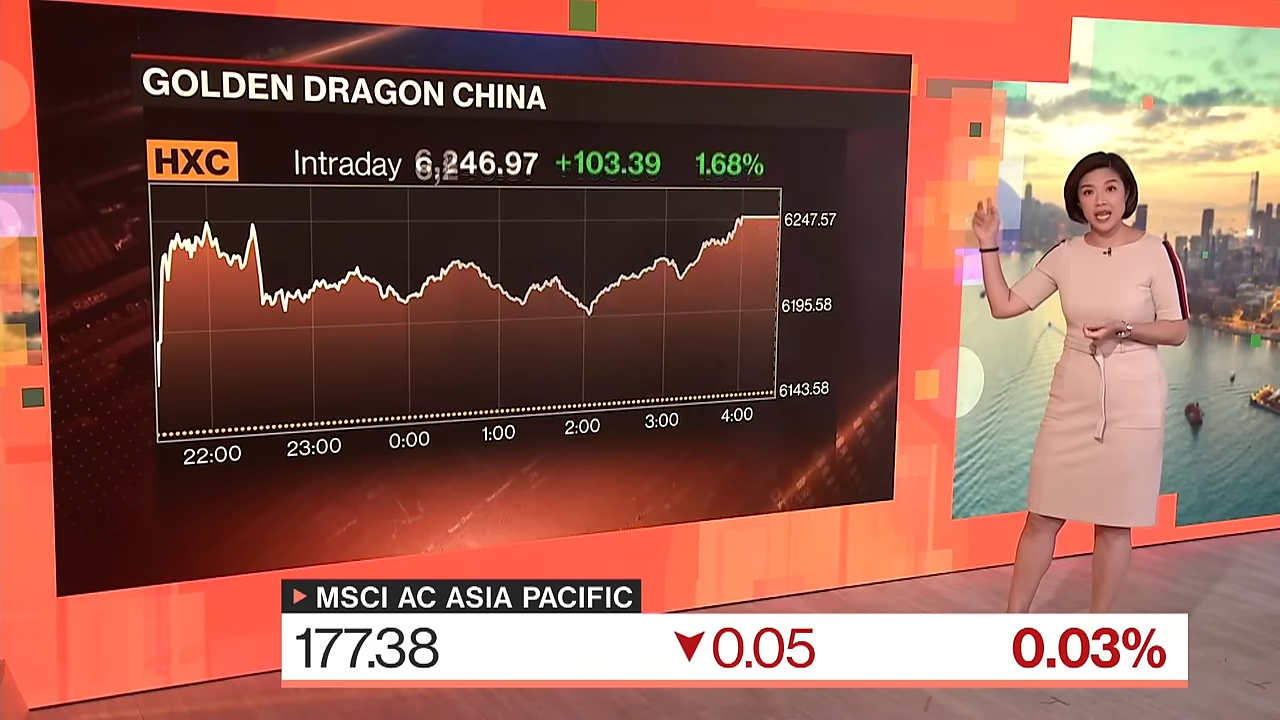 GOLDEN DRAGON CHINA
HXC Intraday 6,246.97 +103.39 1.68%
6247.57
6195.58
6143.58
22:00 23:00 0:00 1:00 2:00 3:00 4:00
MSCI AC ASIA PACIFIC
177.38 0.05 0.03%